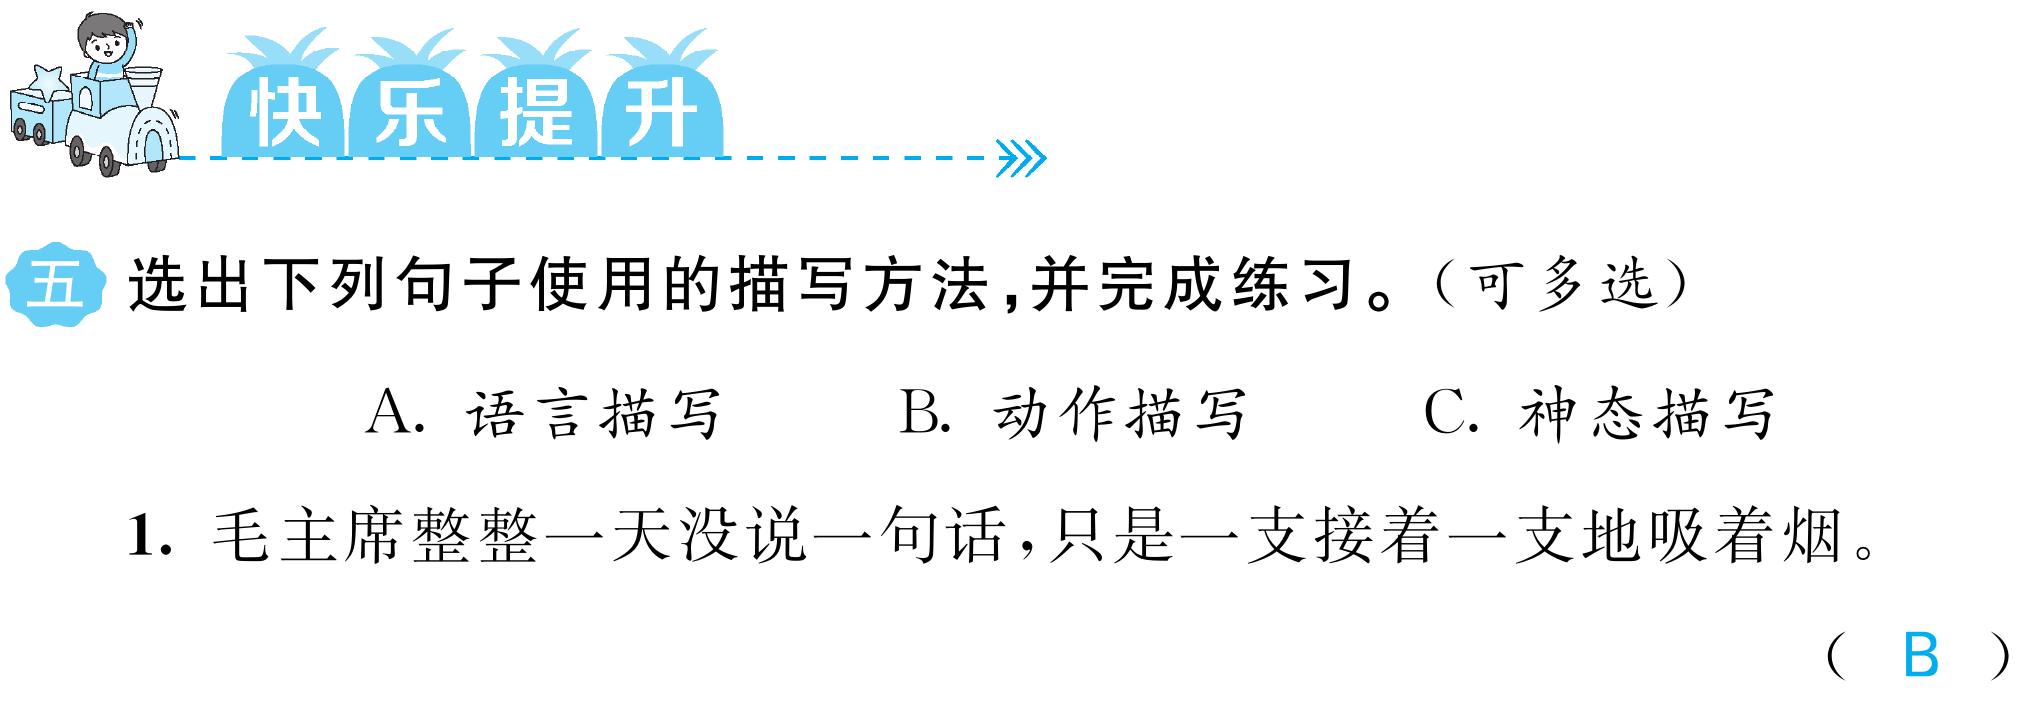 快乐提升
五 选出下列句子使用的描写方法,并完成练习。(可多选)
A. 语言描写 B. 动作描写 C. 神态描写
1. 毛主席整整一天没说一句话,只是一支接着一支地吸着烟。
( B )